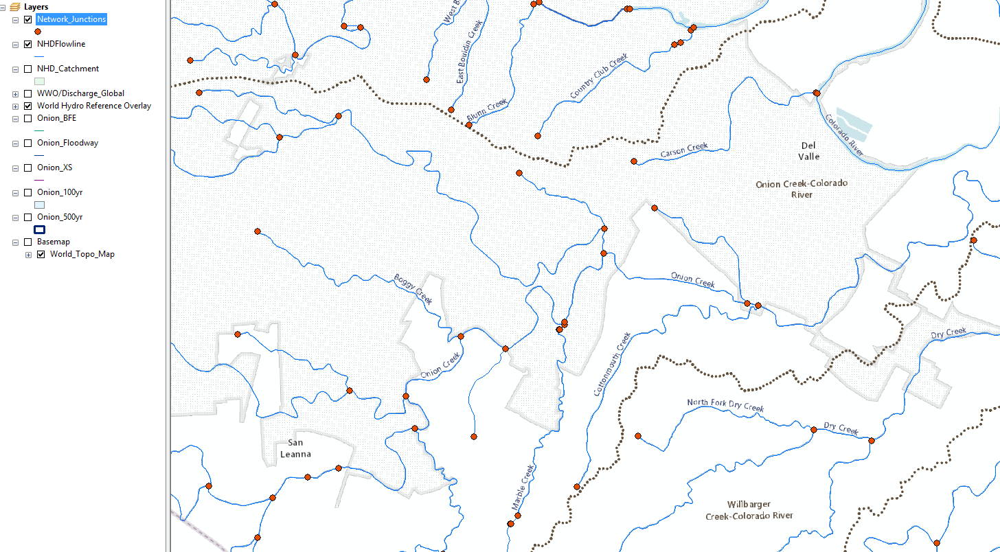 Layers
Network_Junctions
NHDFlowline
NHD_Catchment
WWO/Discharge_Global
World Hydro Reference Overlay
Onion_BFE
Onion_Floodway
Onion_XS
Onion_100yr
Onion_500yr
Basemap
World_Topo_Map
West B
East Bouldin Creek
Blunn Creek
Country Club Creek
Carson Creek
Colorado River
Del
Valle
Onion Creek-Colorado
River
Boggy Creek
Onion Creek
Onion Creek
Cottonmouth Creek
Dry Creek
North Fork Dry Creek
Dry Creek
San
Leanna
Marble Creek
Willbarger
Creek-Colorado River